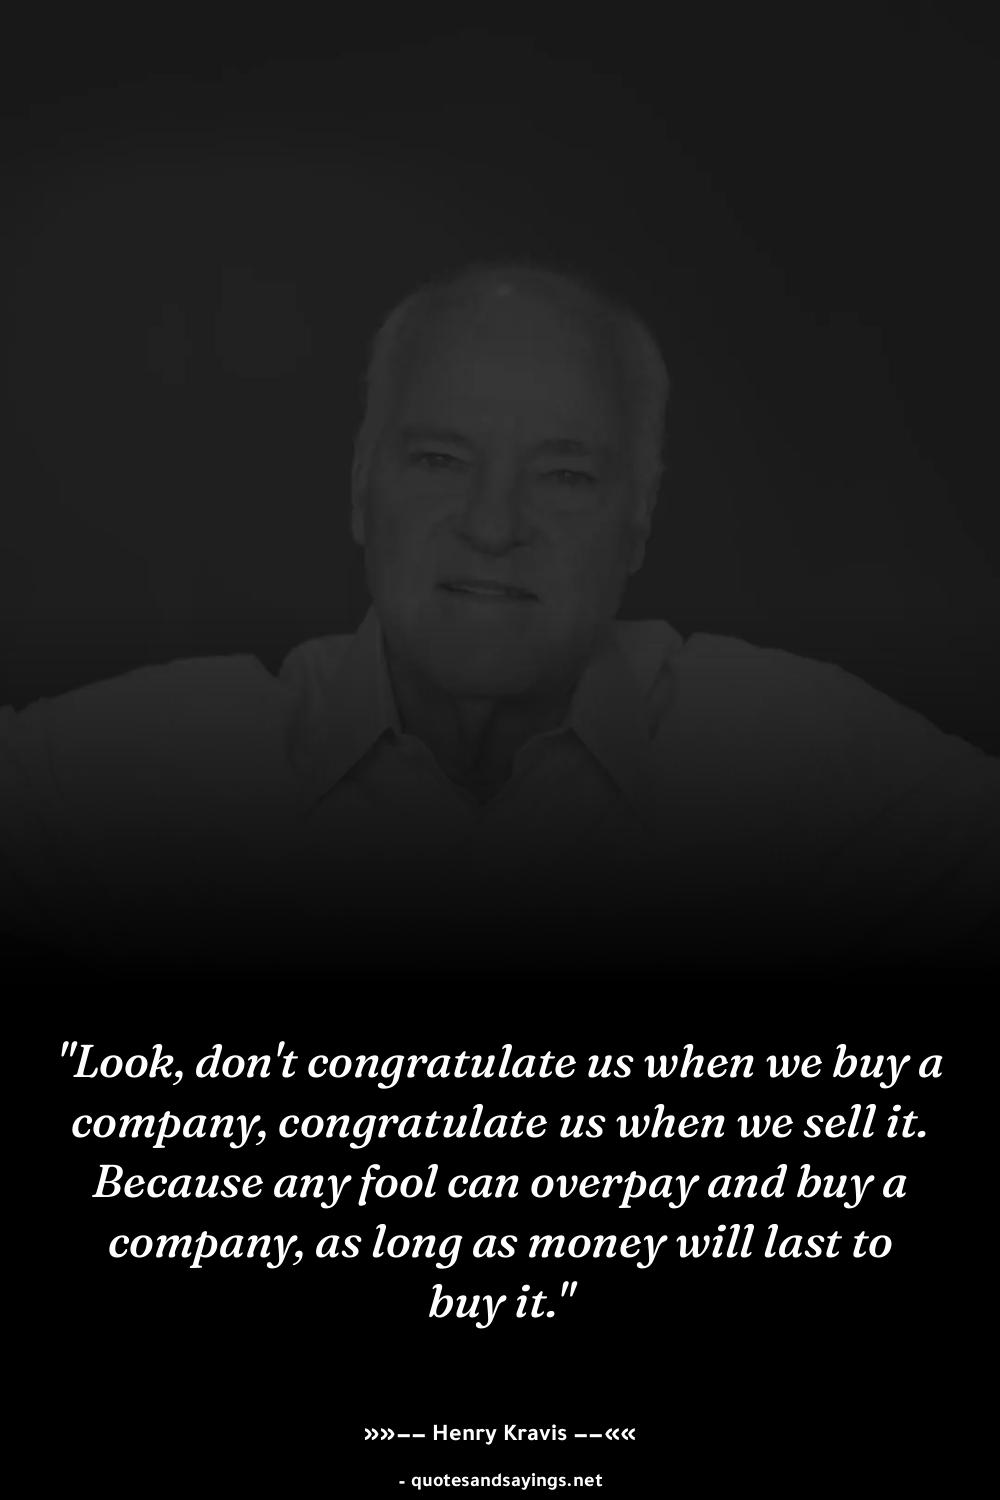 "Look, don't congratulate us when we buy a
company, congratulate us when we sell it.
Because any fool can overpay and buy a
company, as long as money will last to
buy it."
»»–– Henry Kravis ––««
- quotesandsayings.net